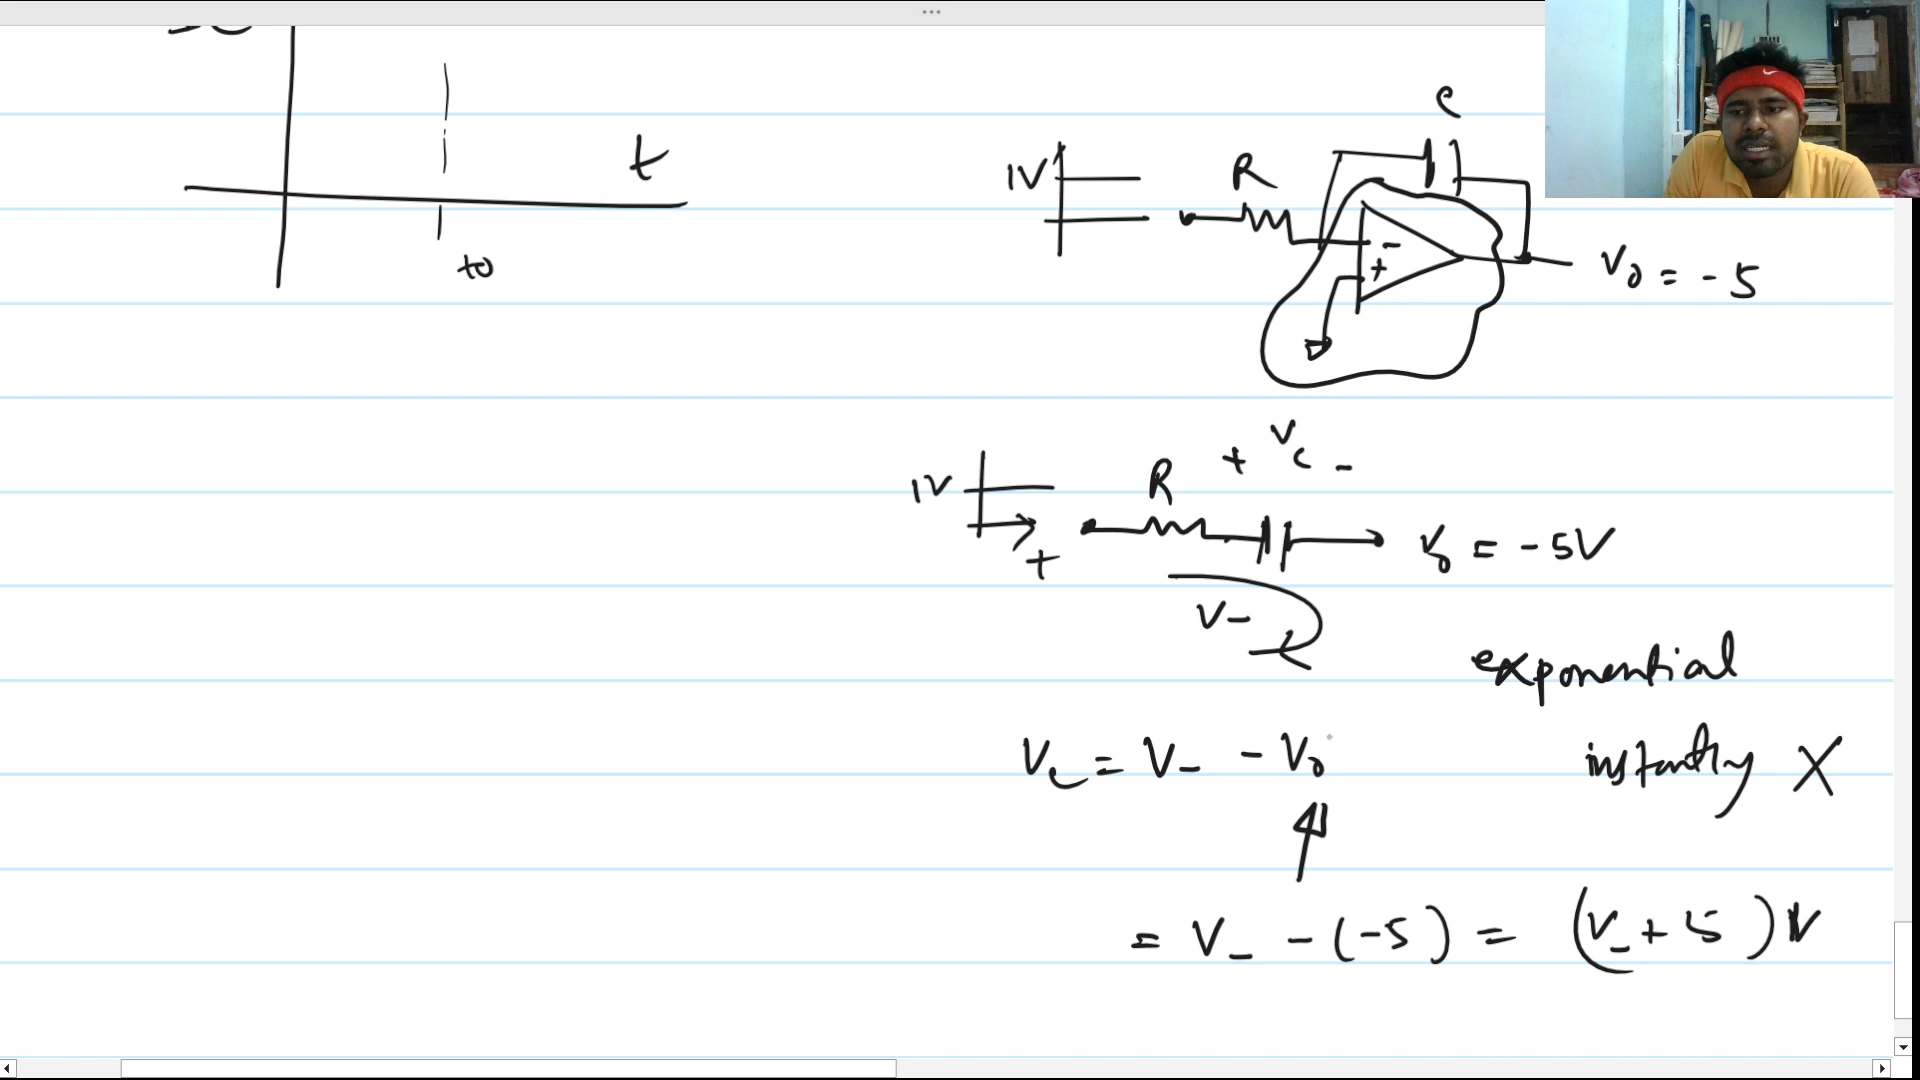 t
to
C
1V
R
-
+
V0 = - 5
+ Vc -
1V
R
V0 = - 5V
t
V-
exponential
Vc = V- - V0
instantly X
= V- - (-5) = (V- + 5) V